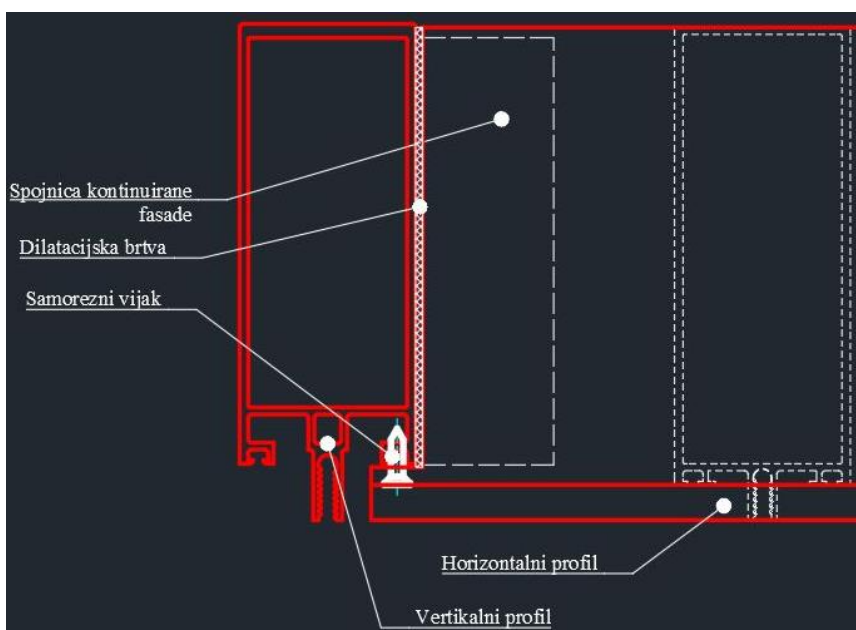 Spojnica kontinuirane
fasade
Dilatacijska brtva
Samorezni vijak
Horizontalni profil
Vertikalni profil